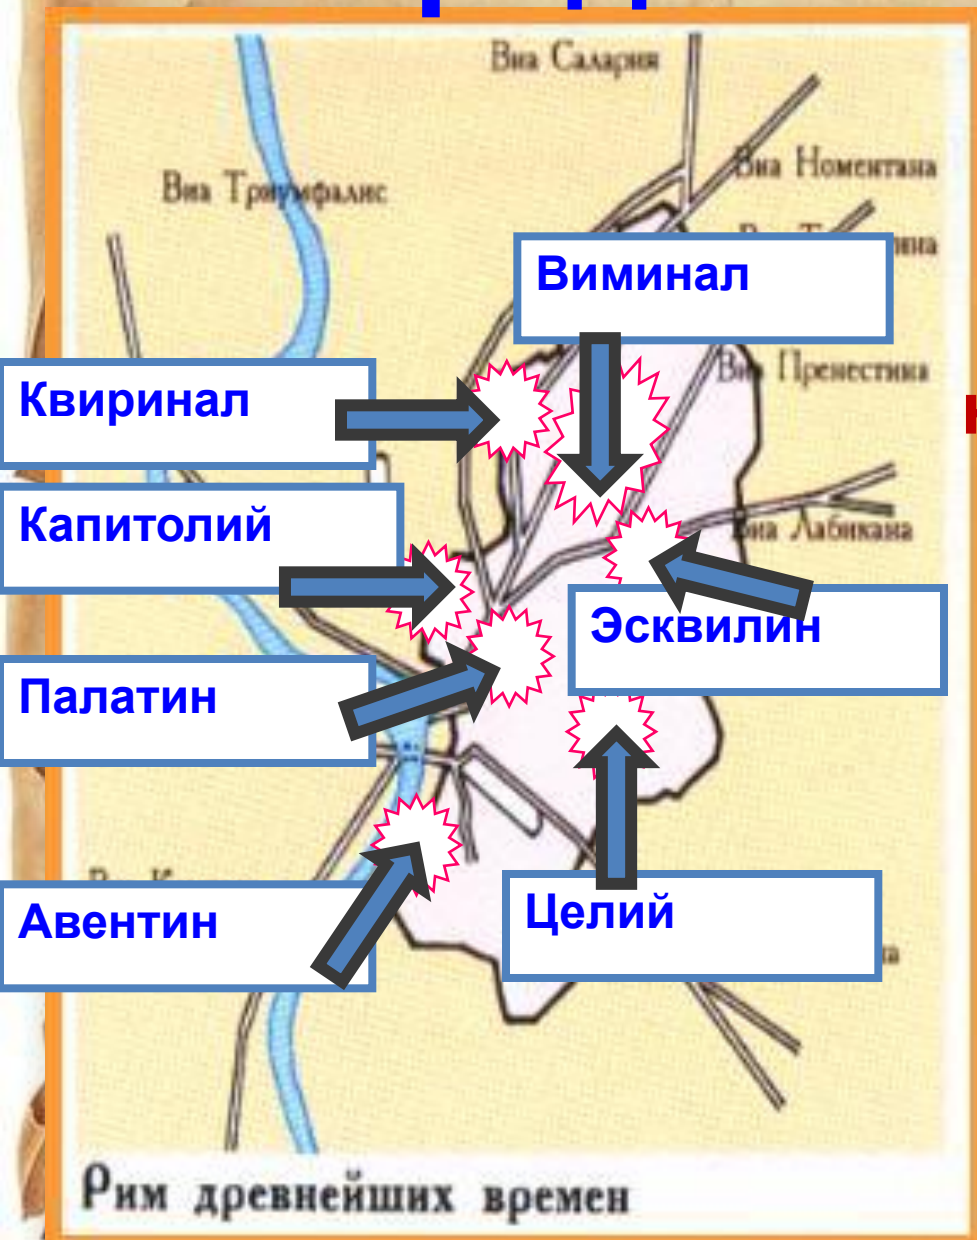 Виа Салария
Виа Номентана
Виа Триумфалис
Виминал
Виа Пренестина
Квиринал
Капитолий
Виа Лабикана
Эсквилин
Палатин
Авентин
Целий
Рим древнейших времен